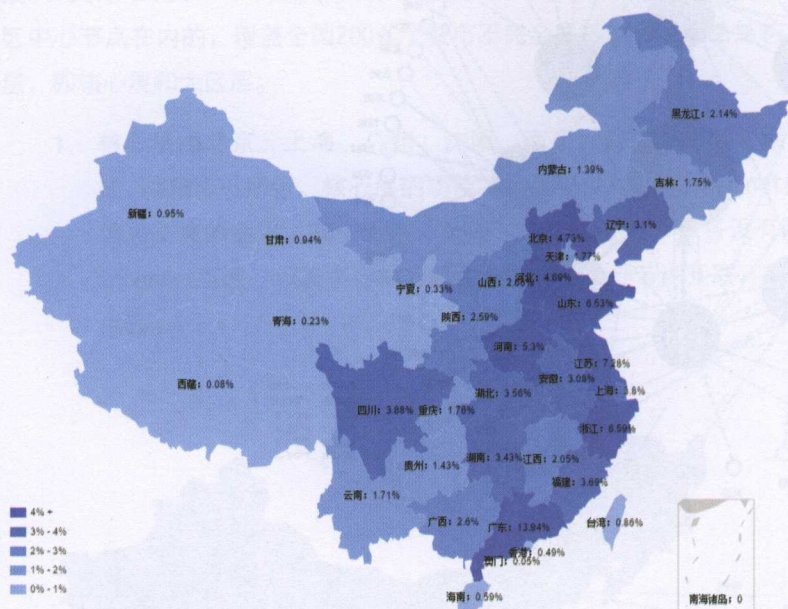 黑龙江：2.14%
内蒙古：1.39%
吉林：1.75%
新疆：0.95%
辽宁：3.1%
甘肃：0.94%
北京：4.73%
天津：1.77%
河北：4.69%
山西：2.66%
宁夏：0.33%
山东：6.53%
陕西：2.59%
青海：0.23%
河南：5.3%
江苏：7.28%
安徽：3.08%
西藏：0.08%
湖北：3.56%
上海：3.8%
四川：3.88%
重庆：1.76%
浙江：6.59%
湖南：3.43%
江西：2.05%
贵州：1.43%
福建：3.69%
云南：1.71%
广西：2.6%
广东：13.94%
台湾：0.86%
香港：0.49%
澳门：0.05%
海南：0.59%
南海诸岛：0
4% +
3% - 4%
2% - 3%
1% - 2%
0% - 1%